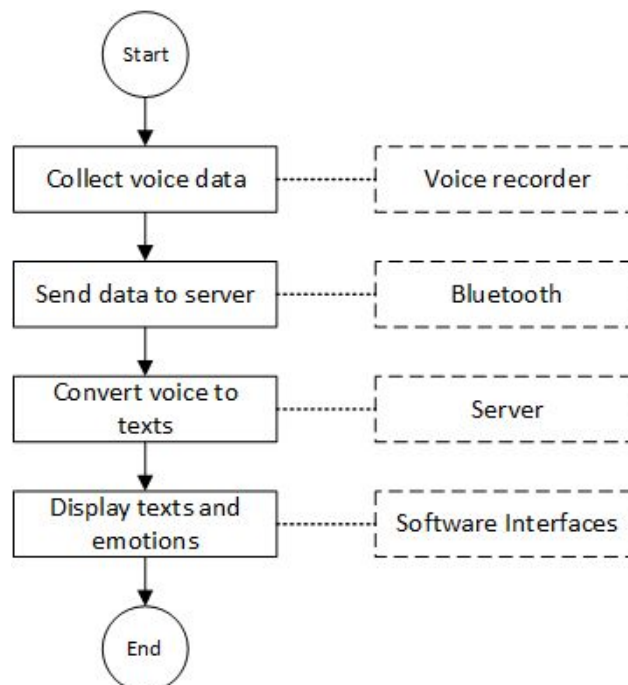 Start
Collect voice data
Voice recorder
Send data to server
Bluetooth
Convert voice to
texts
Server
Display texts and
emotions
Software Interfaces
End